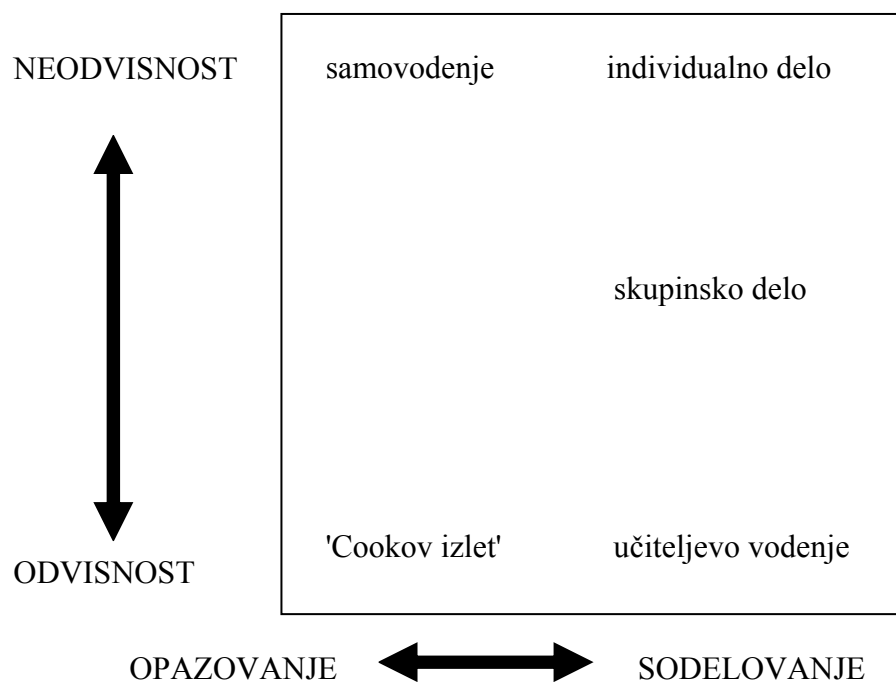 NEODVISNOST samovodenje individualno delo
skupinsko delo
'Cookov izlet' učiteljevo vodenje
ODVISNOST
OPAZOVANJE SODELOVANJE